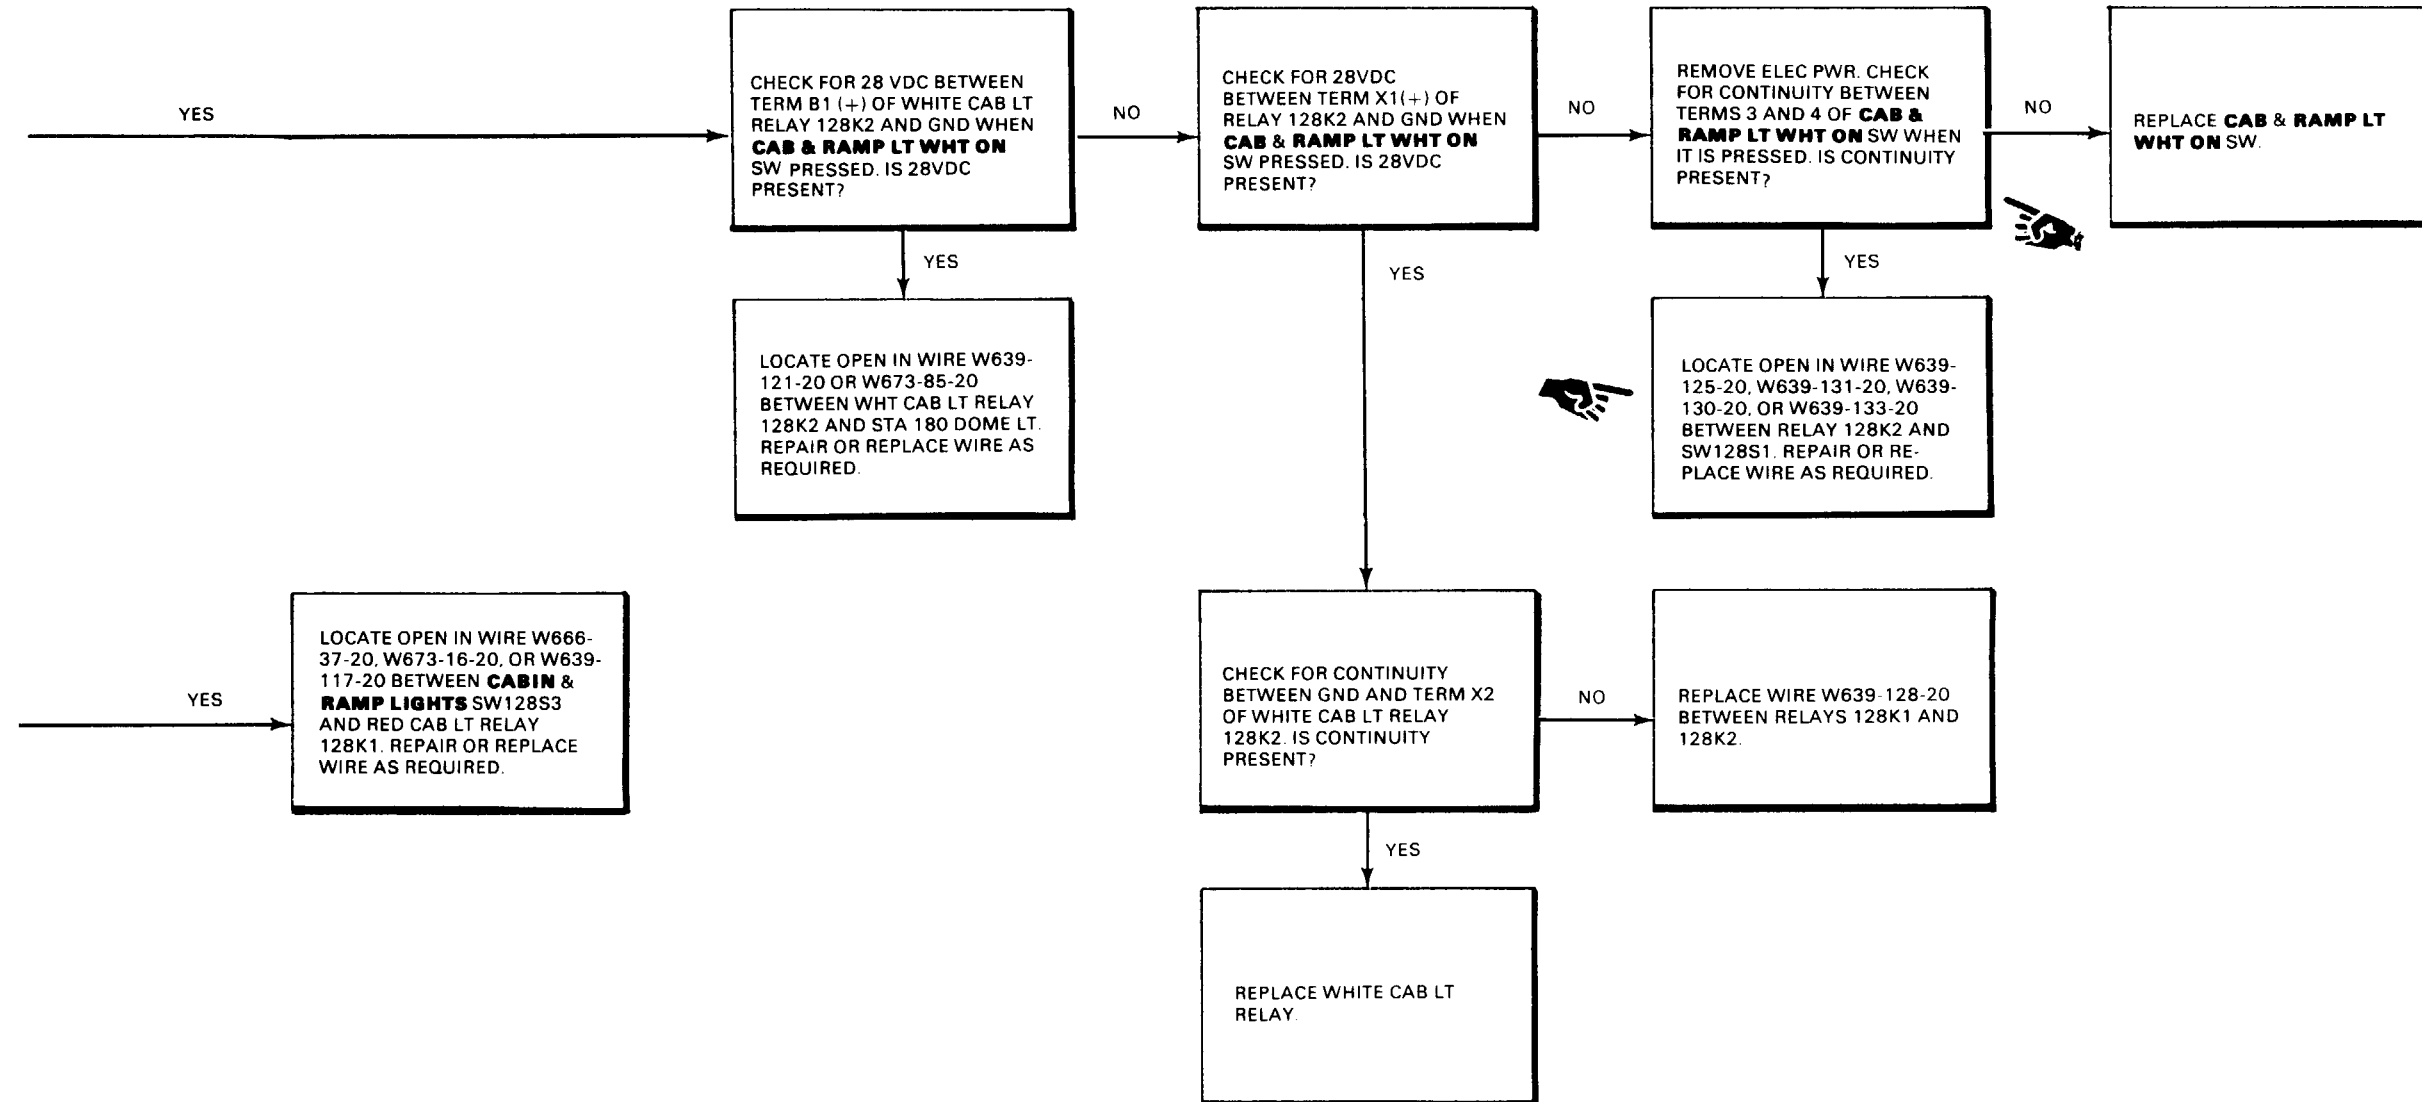 YES
CHECK FOR 28 VDC BETWEEN
TERM B1 (+) OF WHITE CAB LT
RELAY 128K2 AND GND WHEN
CAB & RAMP LT WHT ON
SW PRESSED. IS 28VDC
PRESENT?
NO
CHECK FOR 28VDC
BETWEEN TERM X1(+) OF
RELAY 128K2 AND GND WHEN
CAB & RAMP LT WHT ON
SW PRESSED. IS 28VDC
PRESENT?
NO
REMOVE ELEC PWR. CHECK
FOR CONTINUITY BETWEEN
TERMS 3 AND 4 OF CAB &
RAMP LT WHT ON SW WHEN
IT IS PRESSED. IS CONTINUITY
PRESENT?
NO
REPLACE CAB & RAMP LT
WHT ON SW.
YES
YES
YES
LOCATE OPEN IN WIRE W639-
121-20 OR W673-85-20
BETWEEN WHT CAB LT RELAY
128K2 AND STA 180 DOME LT.
REPAIR OR REPLACE WIRE AS
REQUIRED.
LOCATE OPEN IN WIRE W639-
125-20, W639-131-20, W639-
130-20, OR W639-133-20
BETWEEN RELAY 128K2 AND
SW128S1. REPAIR OR RE-
PLACE WIRE AS REQUIRED.
YES
LOCATE OPEN IN WIRE W666-
37-20, W673-16-20, OR W639-
117-20 BETWEEN CABIN &
RAMP LIGHTS SW128S3
AND RED CAB LT RELAY
128K1. REPAIR OR REPLACE
WIRE AS REQUIRED.
CHECK FOR CONTINUITY
BETWEEN GND AND TERM X2
OF WHITE CAB LT RELAY
128K2. IS CONTINUITY
PRESENT?
NO
REPLACE WIRE W639-128-20
BETWEEN RELAYS 128K1 AND
128K2.
YES
REPLACE WHITE CAB LT
RELAY.